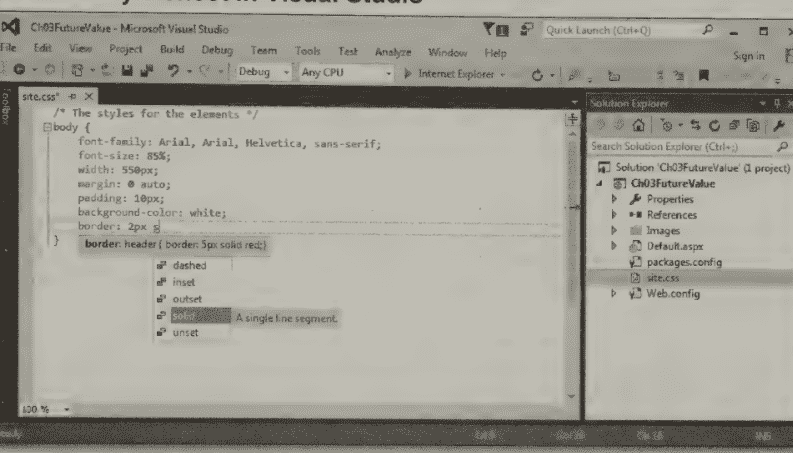 Ch03FutureValue - Microsoft Visual Studio
Quick Launch (Ctrl+Q)
File Edit View Project Build Debug Team Tools Test Analyze Window Help
Sign in
Debug Any CPU Internet Explorer
Toolbox
site.css*
/* The styles for the elements */
body {
font-family: Arial, Arial, Helvetica, sans-serif;
font-size: 85%;
width: 550px;
margin: 0 auto;
padding: 10px;
background-color: white;
border: 2px s
}
border: header { border: 5px solid red;}
dashed
inset
outset
solid A single line segment.
unset
100 %
Solution Explorer
Search Solution Explorer (Ctrl+;)
Solution 'Ch03FutureValue' (1 project)
Ch03FutureValue
Properties
References
Images
Default.aspx
packages.config
site.css
Web.config
INS